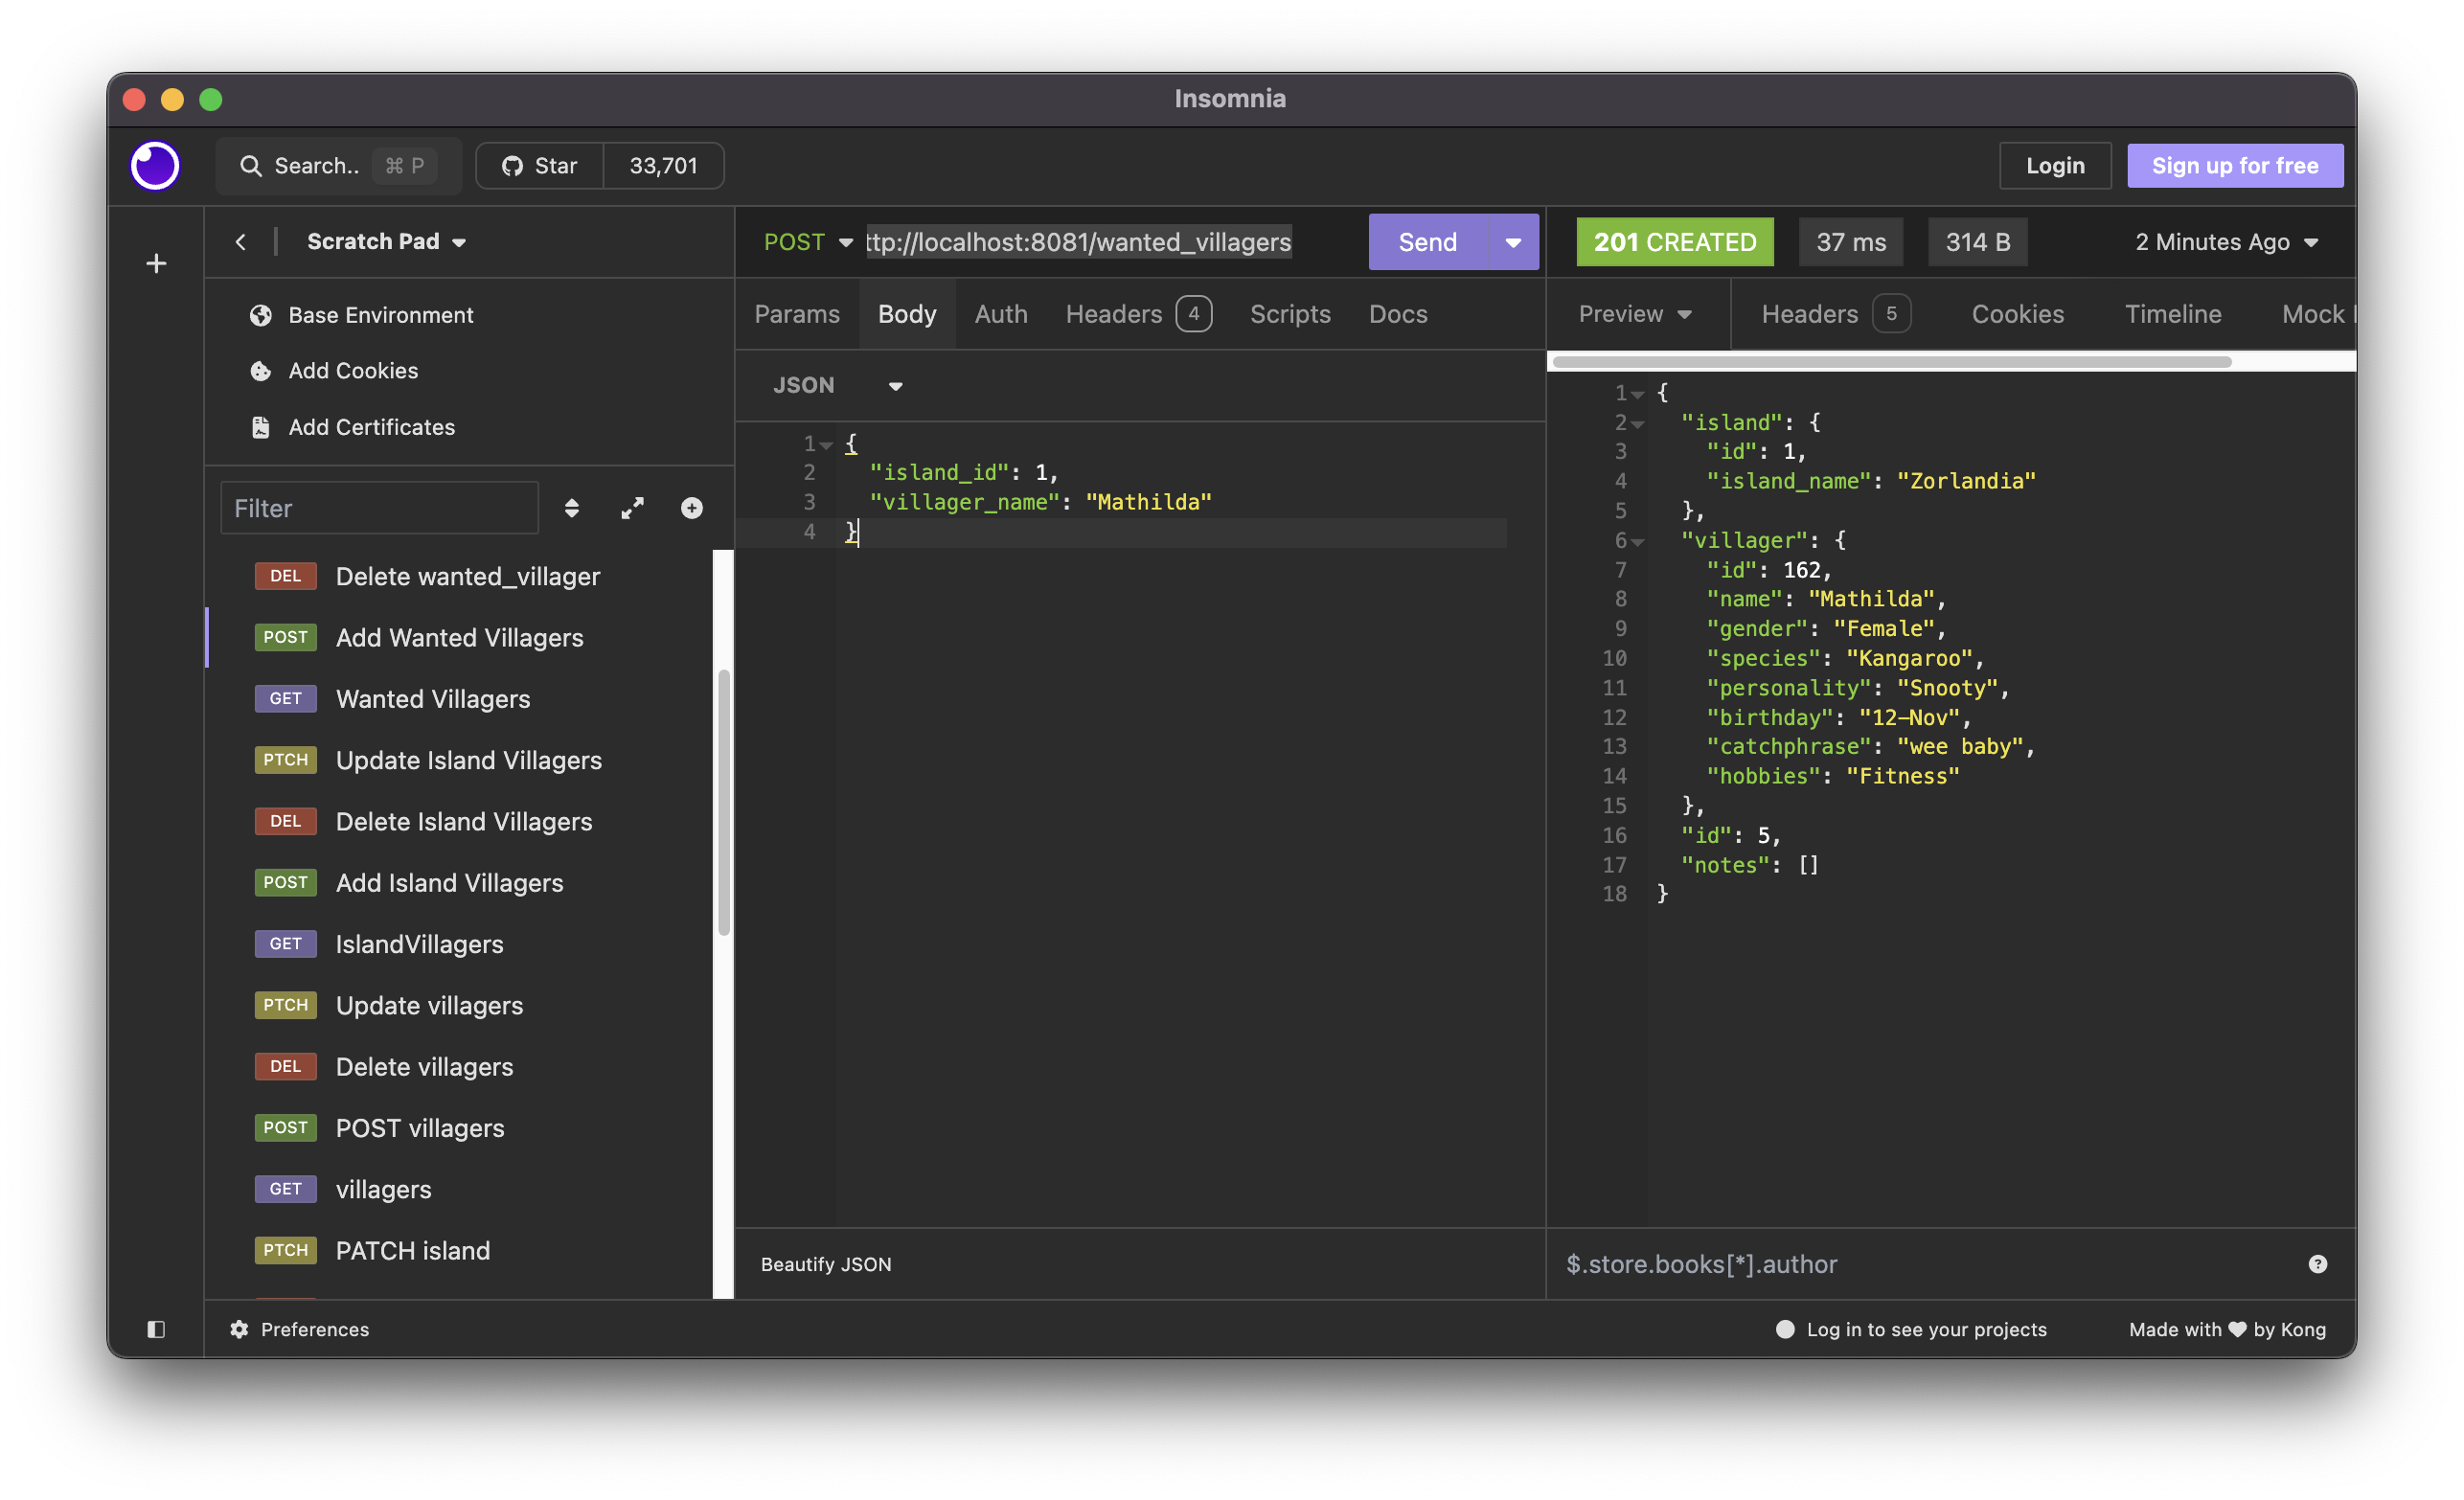 Insomnia
Search.. ⌘ P Star 33,701 Login Sign up for free
Scratch Pad
Base Environment
Add Cookies
Add Certificates
Filter
DEL Delete wanted_villager
POST Add Wanted Villagers
GET Wanted Villagers
PTCH Update Island Villagers
DEL Delete Island Villagers
POST Add Island Villagers
GET IslandVillagers
PTCH Update villagers
DEL Delete villagers
POST POST villagers
GET villagers
PTCH PATCH island
POST ttp://localhost:8081/wanted_villagers Send
Params Body Auth Headers 4 Scripts Docs
JSON
1 {
2 "island_id": 1,
3 "villager_name": "Mathilda"
4 }
Beautify JSON
201 CREATED 37 ms 314 B 2 Minutes Ago
Preview Headers 5 Cookies Timeline Mock
1 {
2 "island": {
3 "id": 1,
4 "island_name": "Zorlandia"
5 },
6 "villager": {
7 "id": 162,
8 "name": "Mathilda",
9 "gender": "Female",
10 "species": "Kangaroo",
11 "personality": "Snooty",
12 "birthday": "12-Nov",
13 "catchphrase": "wee baby",
14 "hobbies": "Fitness"
15 },
16 "id": 5,
17 "notes": []
18 }
$.store.books[*].author
Preferences Log in to see your projects Made with ♥ by Kong